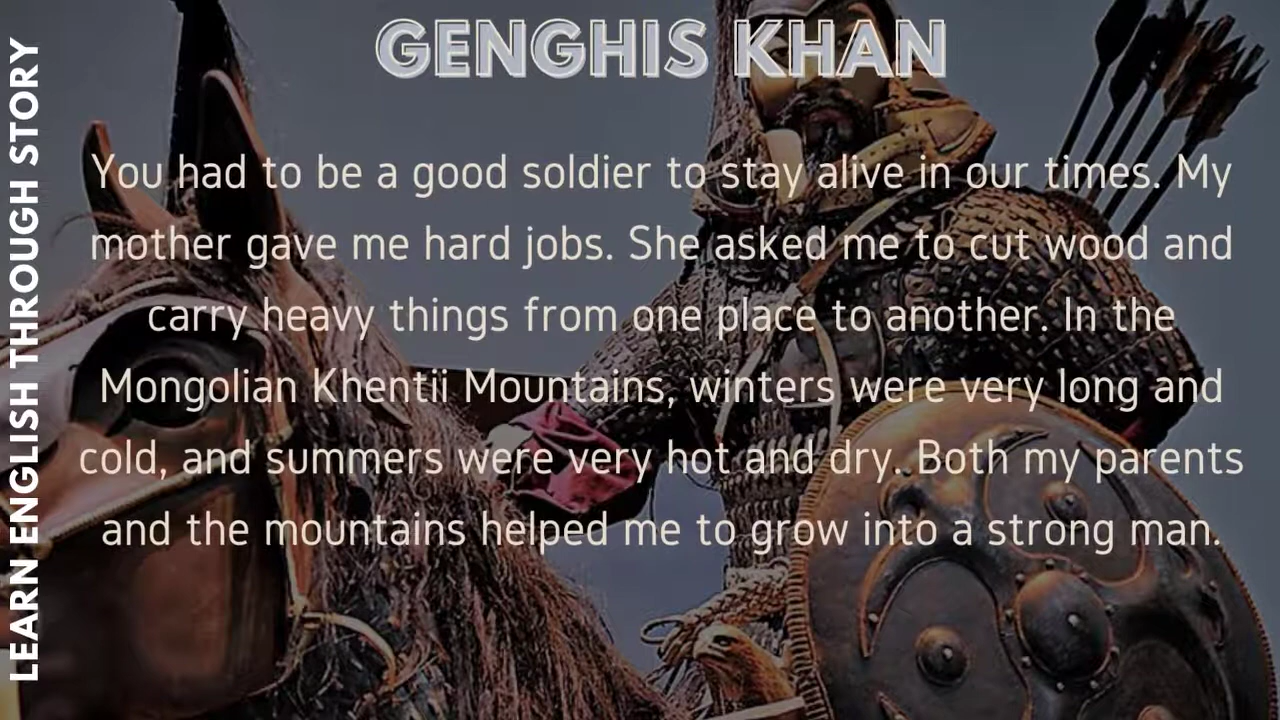 GENGHIS KHAN
You had to be a good soldier to stay alive in our times. My
mother gave me hard jobs. She asked me to cut wood and
carry heavy things from one place to another. In the
Mongolian Khentii Mountains, winters were very long and
cold, and summers were very hot and dry. Both my parents
and the mountains helped me to grow into a strong man.
LEARN ENGLISH THROUGH STORY